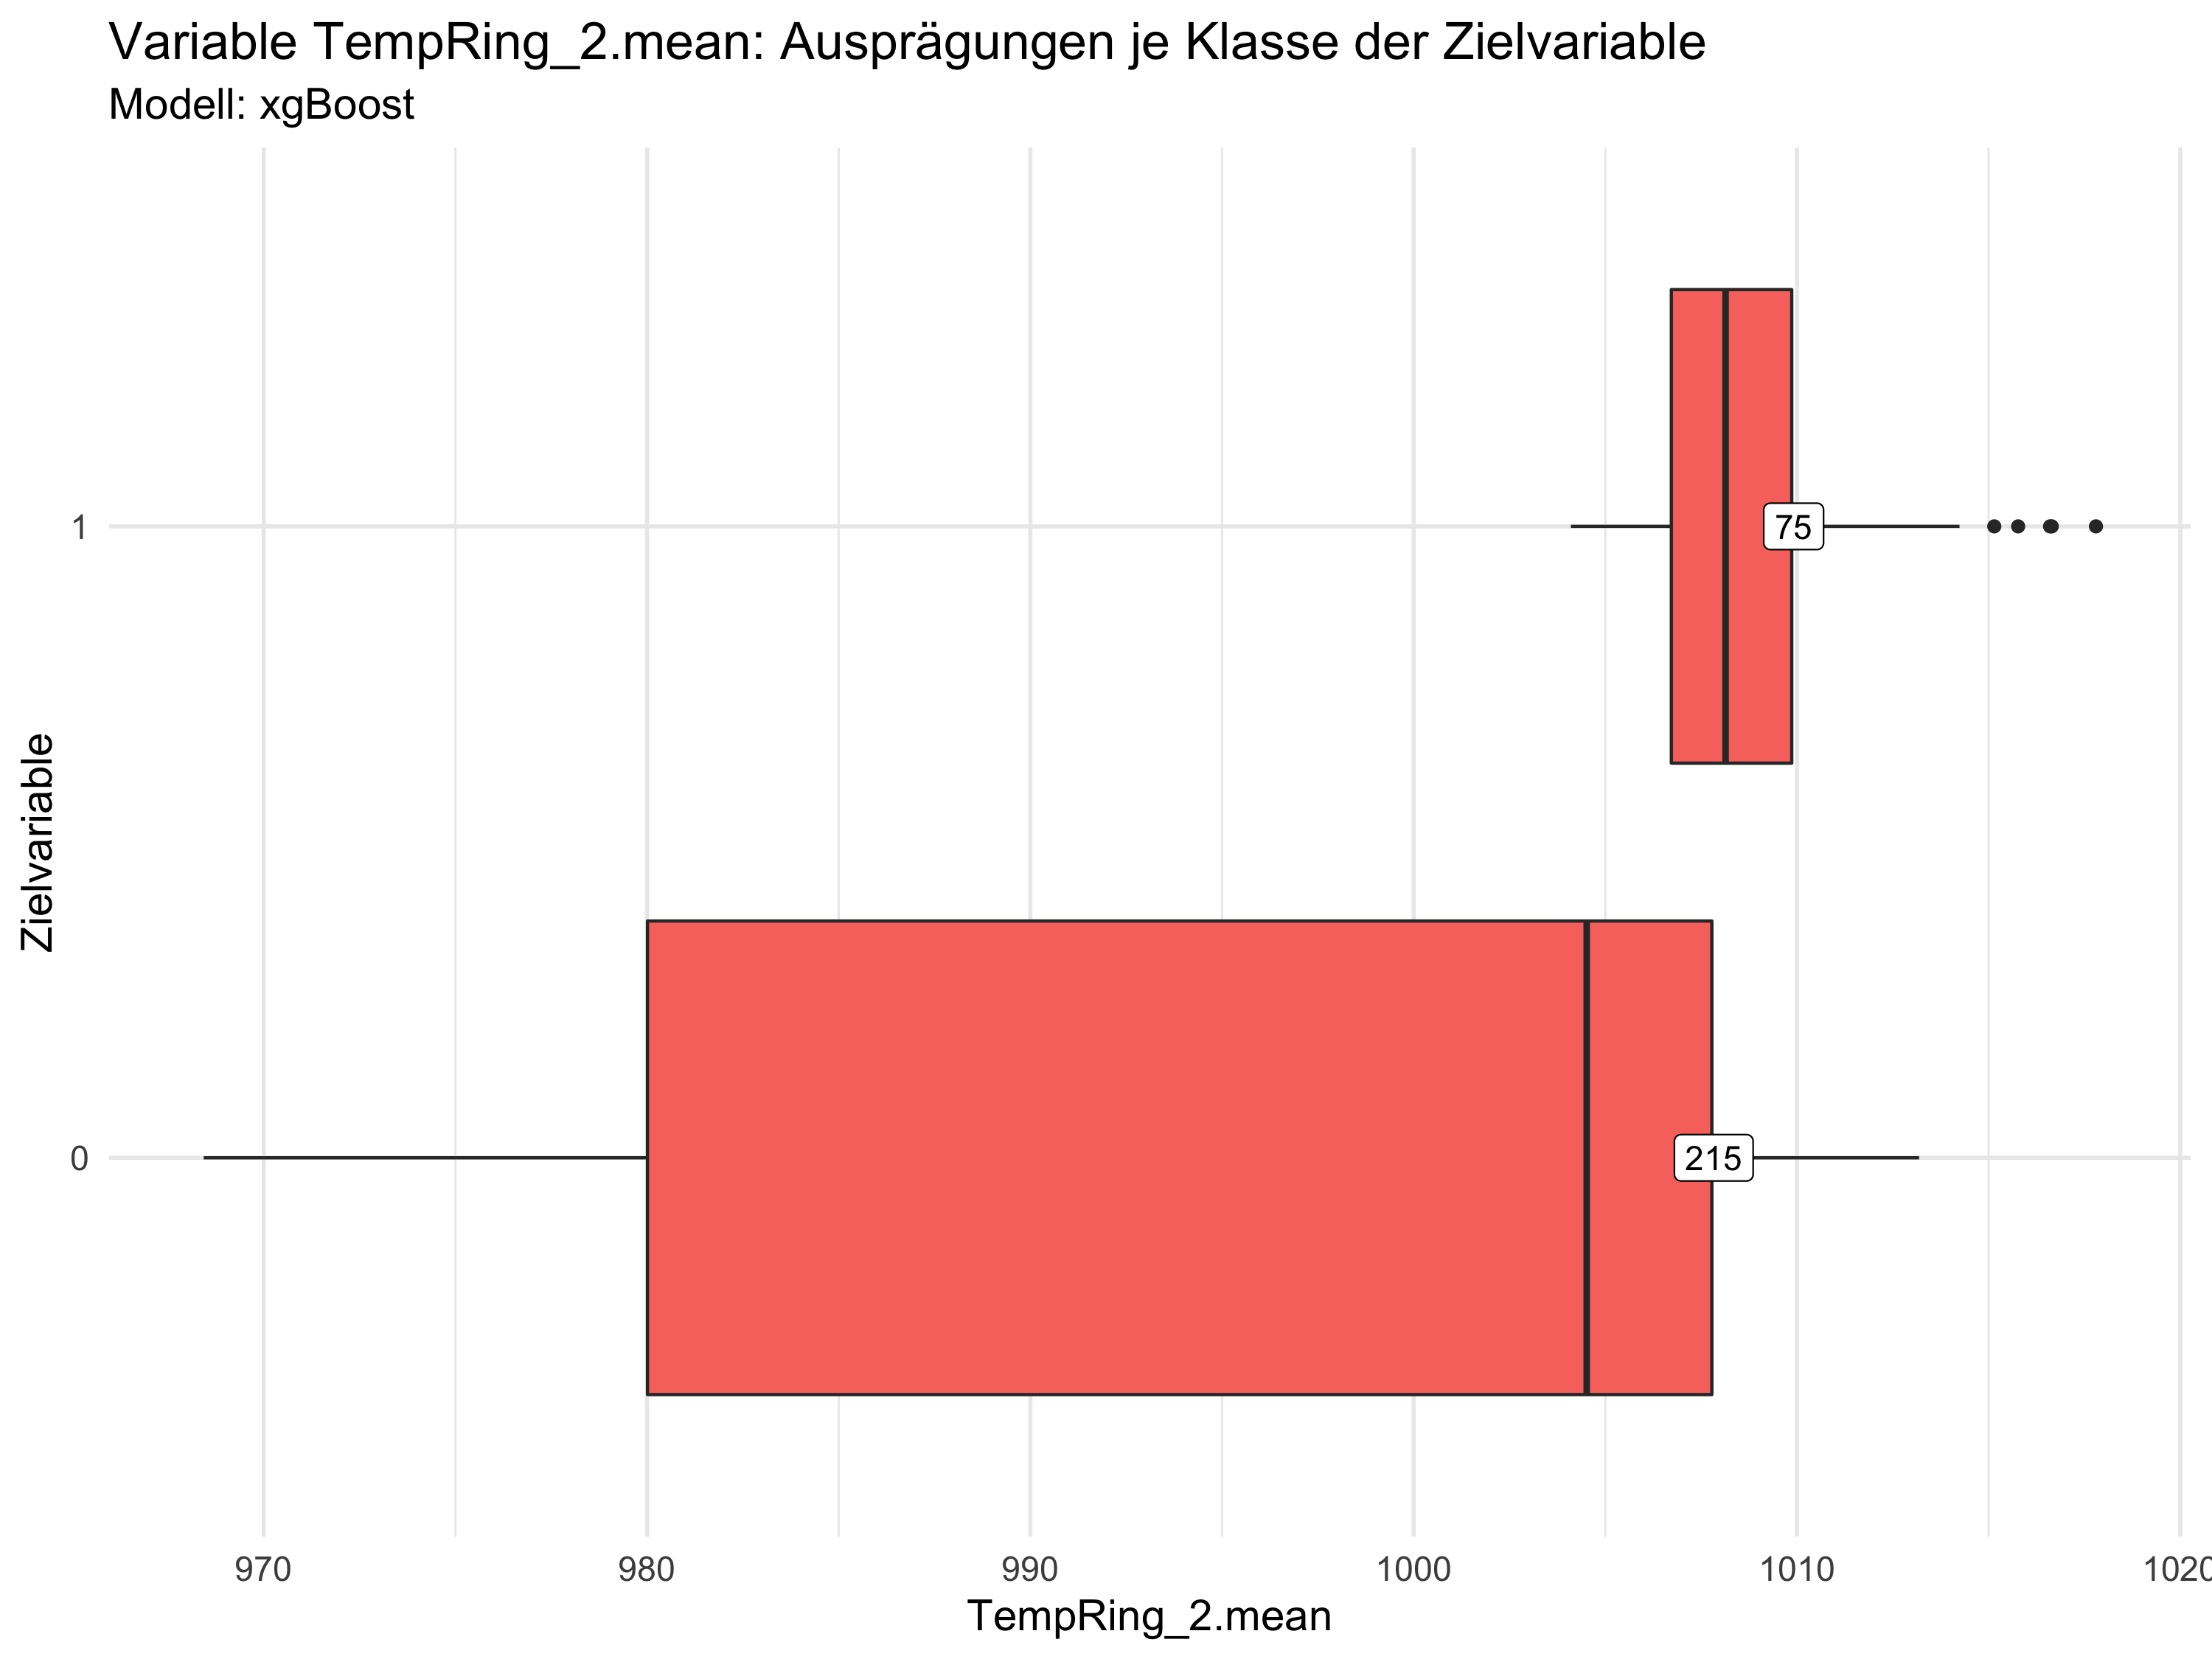 Variable TempRing_2.mean: Ausprägungen je Klasse der Zielvariable
Modell: xgBoost
Zielvariable
1
75
0
215
970 980 990 1000 1010 1020
TempRing_2.mean